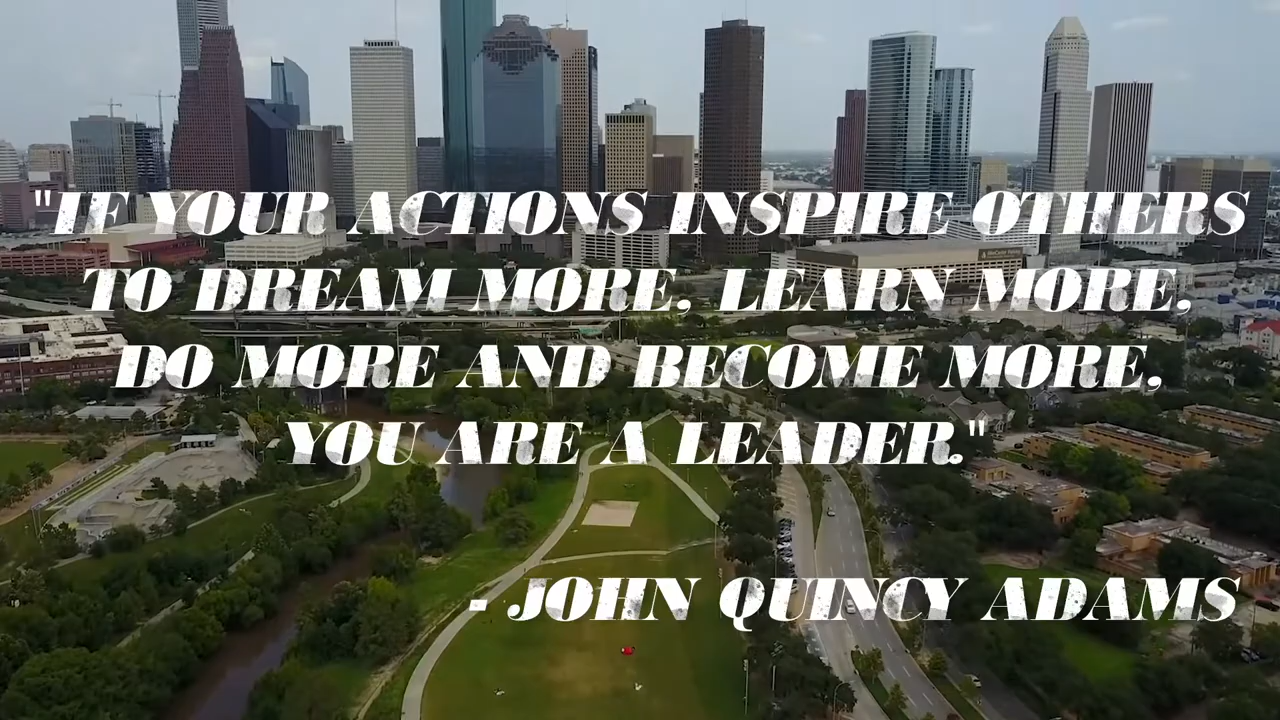 "IF YOUR ACTIONS INSPIRE OTHERS
TO DREAM MORE, LEARN MORE,
DO MORE AND BECOME MORE,
YOU ARE A LEADER."
- JOHN QUINCY ADAMS